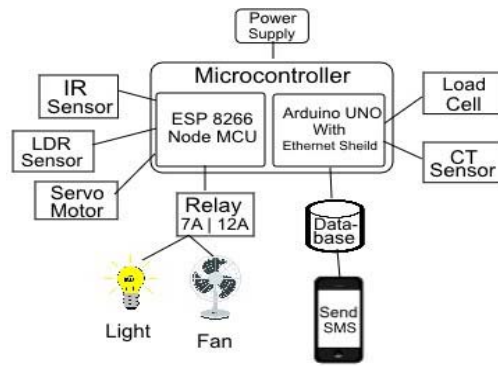 Power
Supply
Microcontroller
IR
Sensor
LDR
Sensor
Servo
Motor
ESP 8266
Node MCU
Arduino UNO
With
Ethernet Sheild
Load
Cell
CT
Sensor
Relay
7A | 12A
Data-
base
Light
Fan
Send
SMS